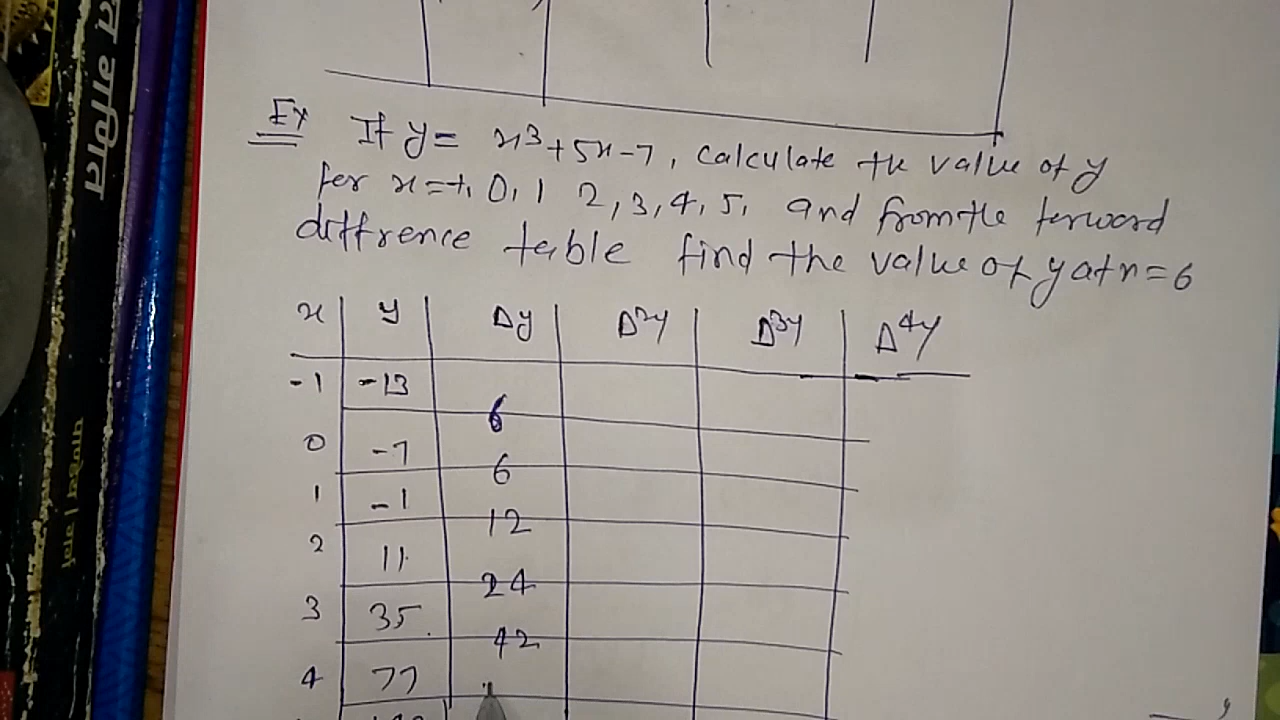 Ex If y = x³+5x-7, calculate the value of y
for x=-1, 0, 1 2, 3, 4, 5, and from the forword
diffrence table find the value of y at x=6
x y Δy Δ²y Δ³y Δ⁴y
-1 -13
6
0 -7
6
1 -1
12
2 11
24
3 35
42
4 77